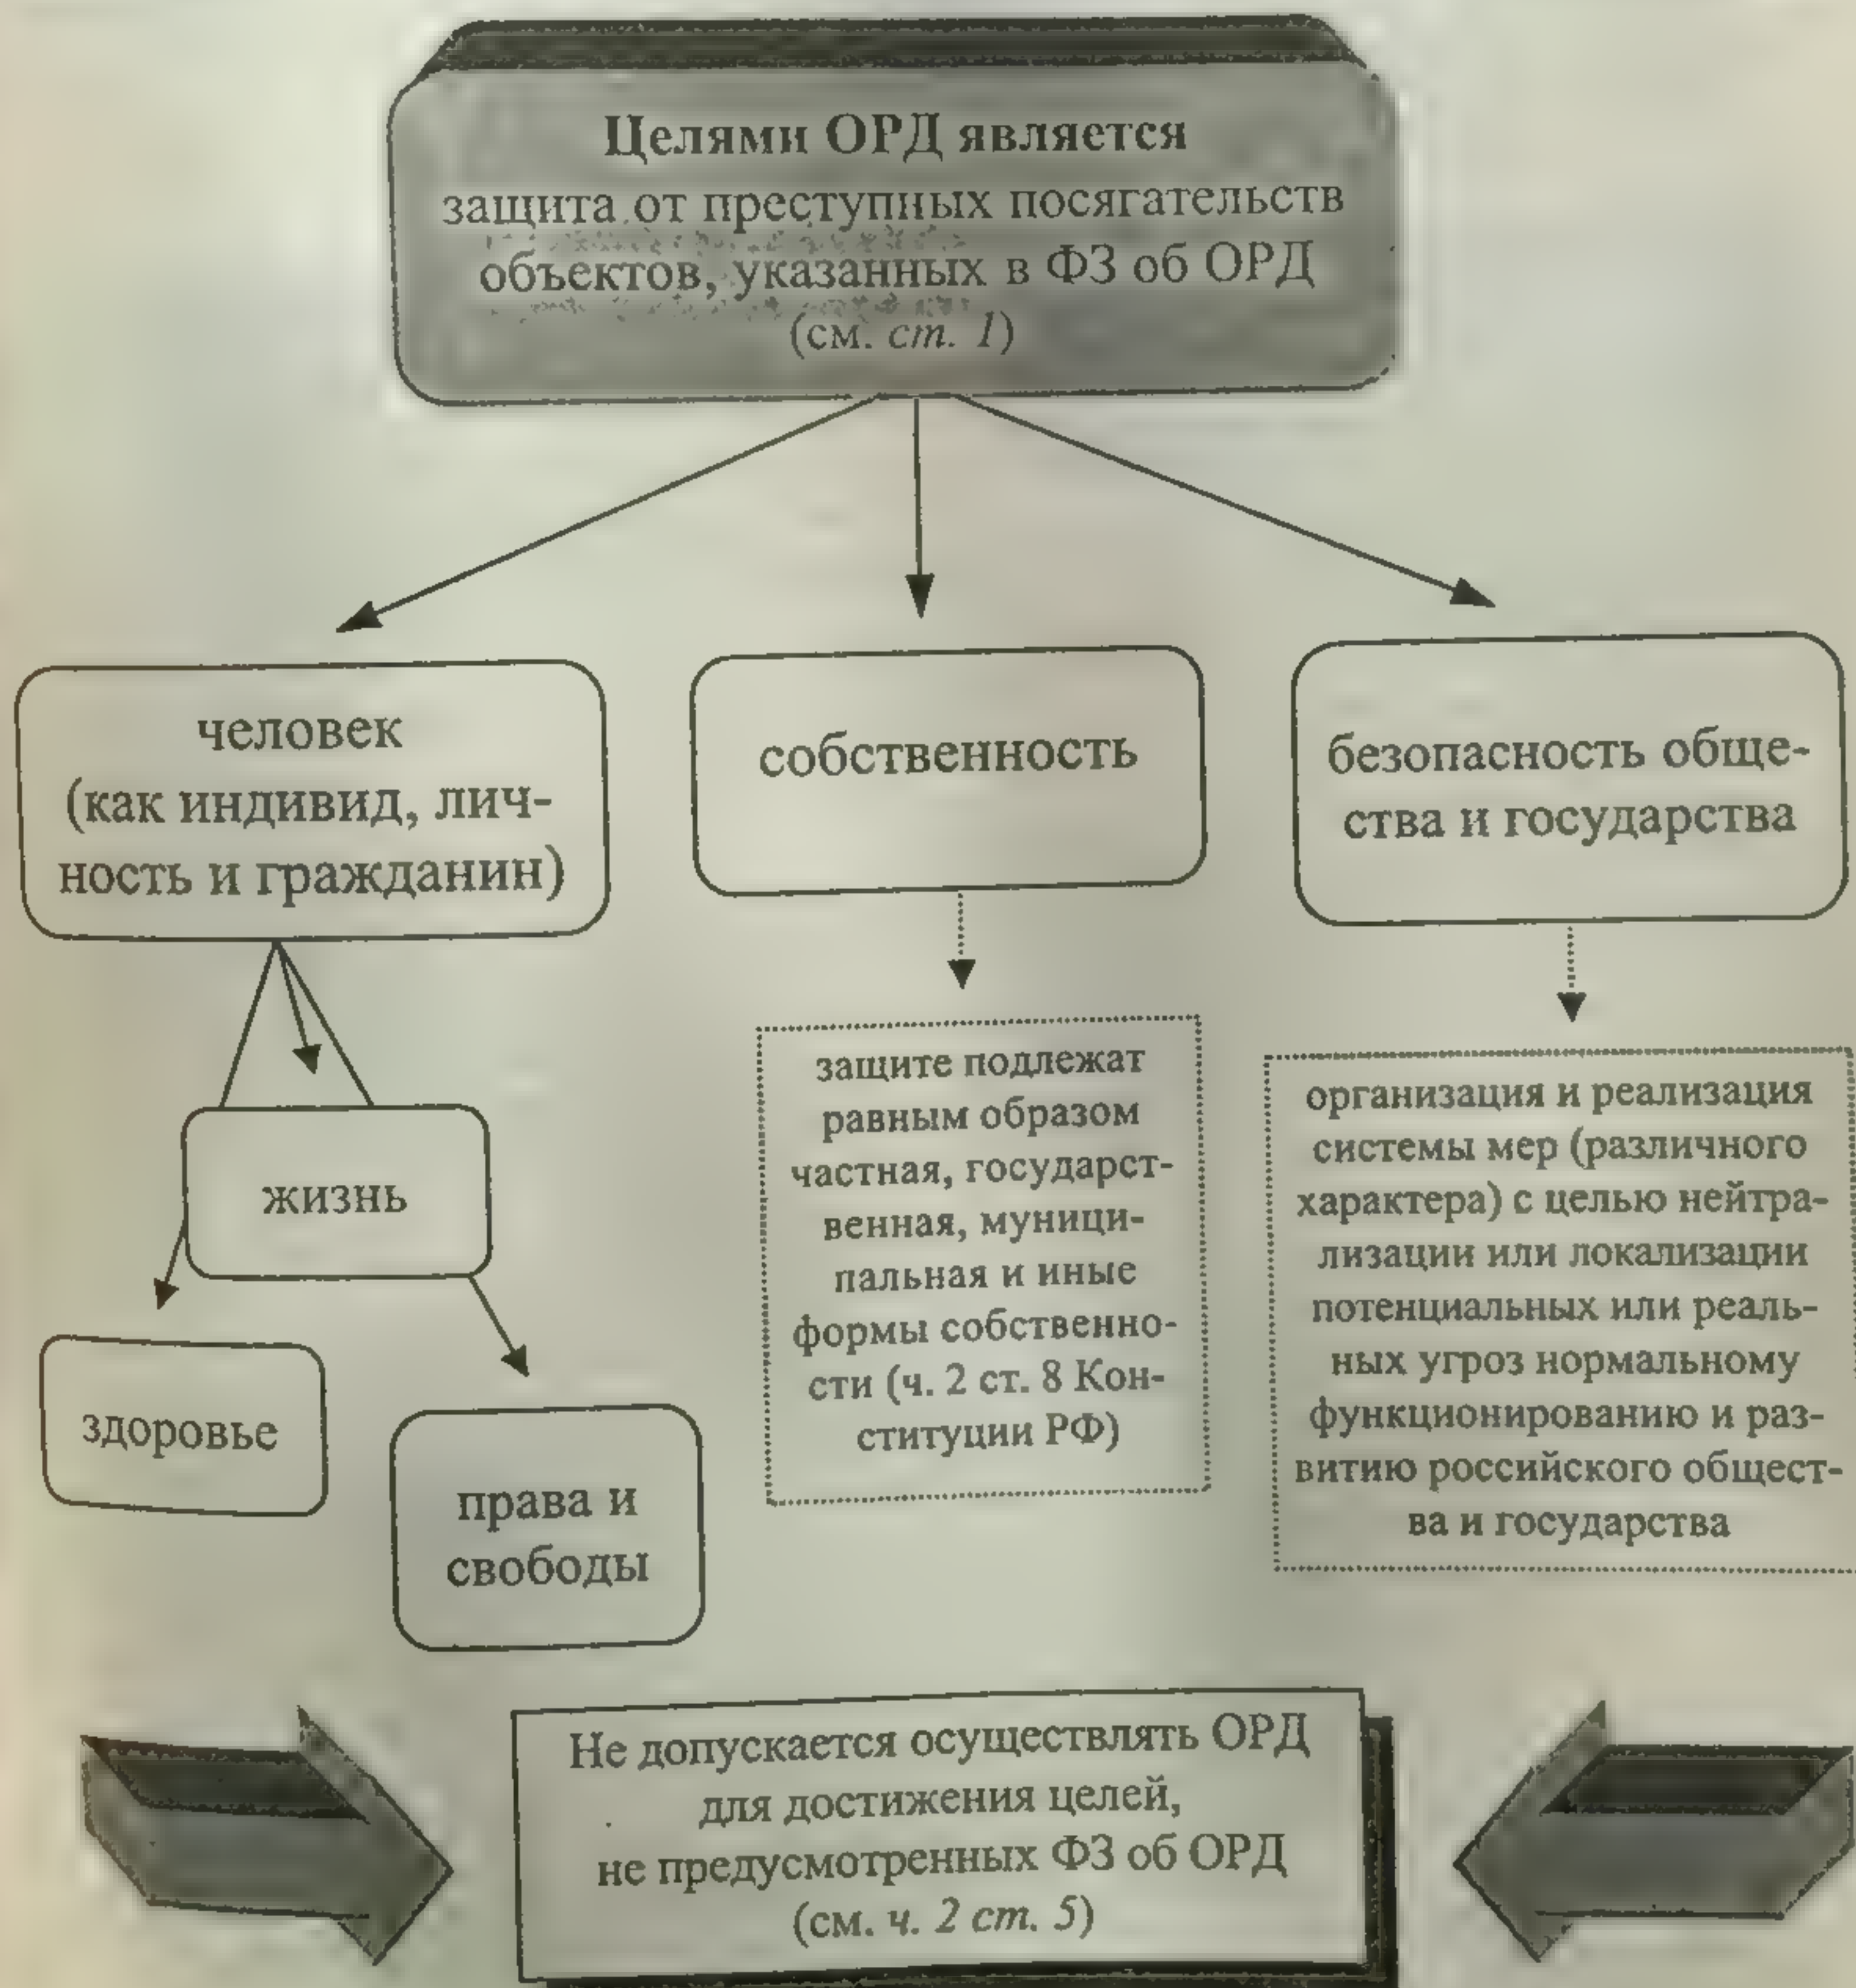 Целями ОРД является
защита от преступных посягательств
объектов, указанных в ФЗ об ОРД
(см. ст. 1)
человек
(как индивид, лич-
ность и гражданин)
собственность
безопасность обще-
ства и государства
жизнь
здоровье
права и
свободы
защите подлежат
равным образом
частная, государст-
венная, муници-
пальная и иные
формы собственно-
сти (ч. 2 ст. 8 Кон-
ституции РФ)
организация и реализация
системы мер (различного
характера) с целью нейтра-
лизации или локализации
потенциальных или реаль-
ных угроз нормальному
функционированию и раз-
витию российского общест-
ва и государства
Не допускается осуществлять ОРД
для достижения целей,
не предусмотренных ФЗ об ОРД
(см. ч. 2 ст. 5)